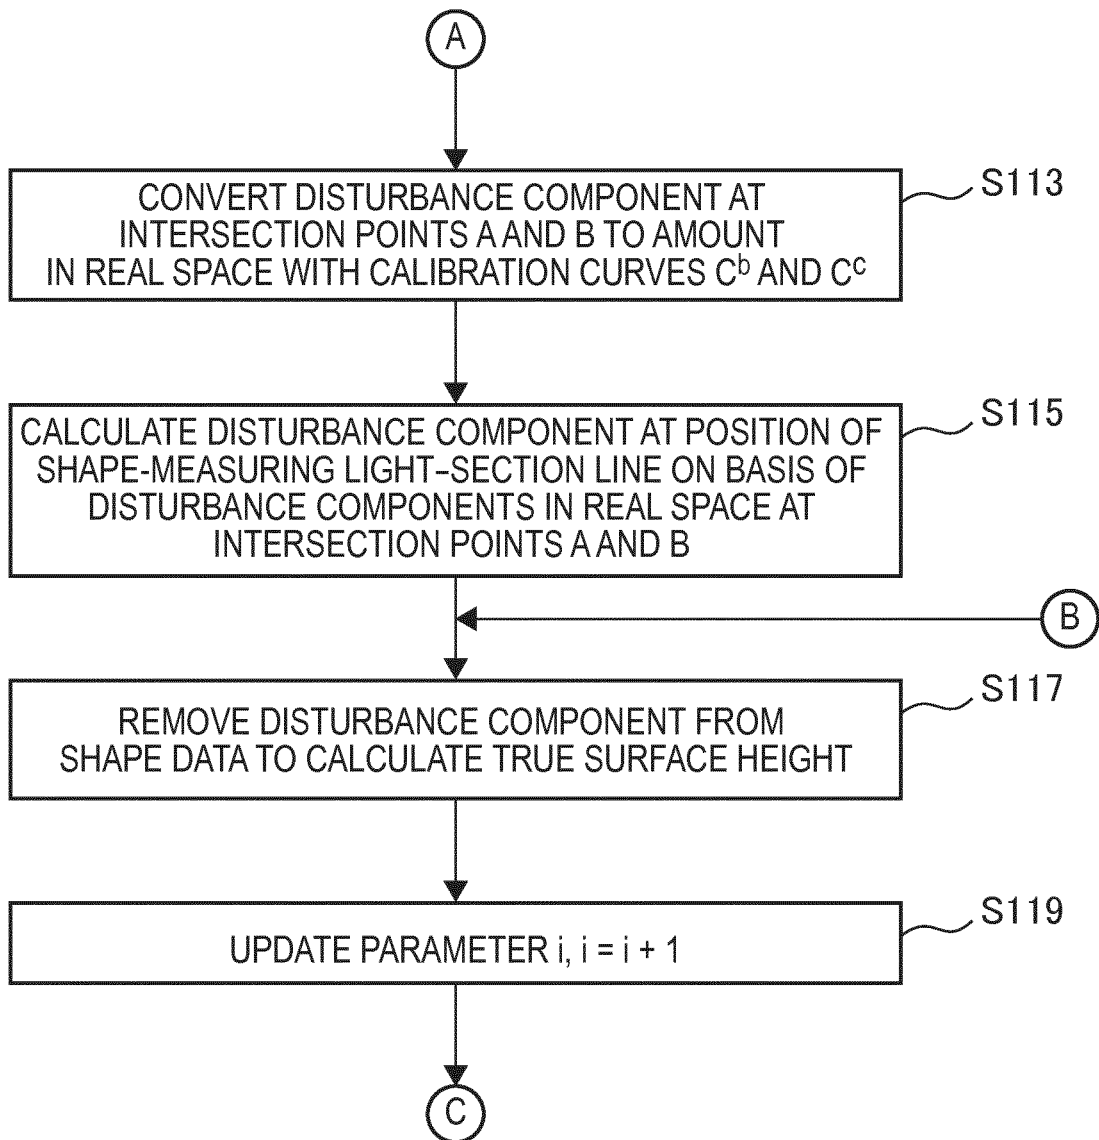 A
S113
CONVERT DISTURBANCE COMPONENT AT
INTERSECTION POINTS A AND B TO AMOUNT
IN REAL SPACE WITH CALIBRATION CURVES Cᵇ AND Cᶜ
S115
CALCULATE DISTURBANCE COMPONENT AT POSITION OF
SHAPE-MEASURING LIGHT–SECTION LINE ON BASIS OF
DISTURBANCE COMPONENTS IN REAL SPACE AT
INTERSECTION POINTS A AND B
B
S117
REMOVE DISTURBANCE COMPONENT FROM
SHAPE DATA TO CALCULATE TRUE SURFACE HEIGHT
S119
UPDATE PARAMETER i, i = i + 1
C